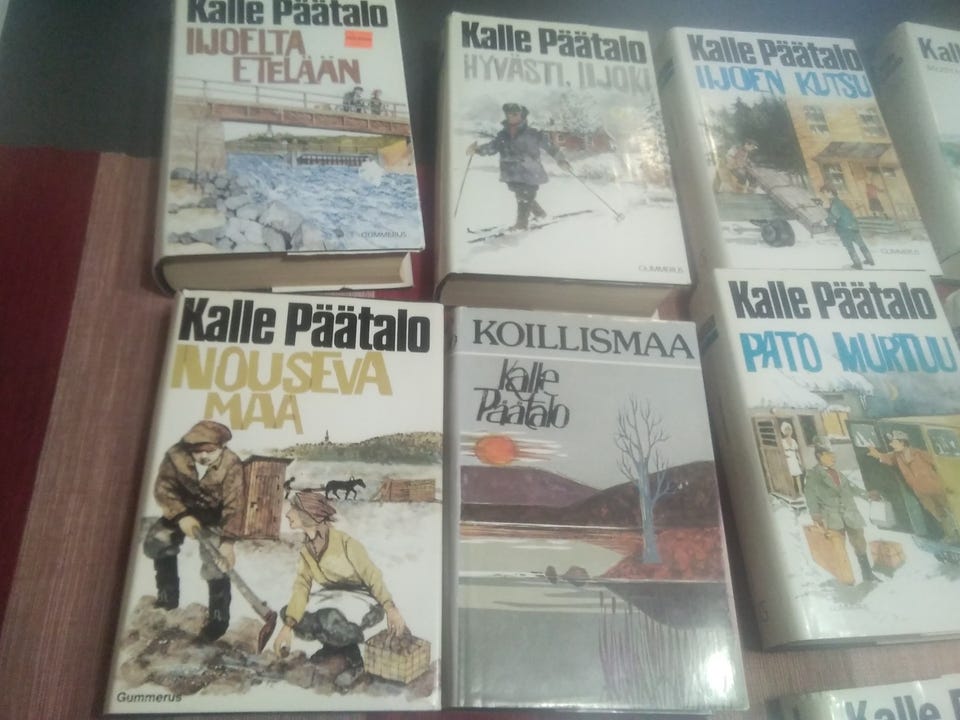 Kalle Päätalo
IIJOELTA
ETELÄÄN
GUMMERUS
Kalle Päätalo
HYVÄSTI, IIJOKI
GUMMERUS
Kalle Päätalo
IIJOEN KUTSU
GUMMERUS
Kall
Kalle Päätalo
NOUSEVA
MAA
Gummerus
KOILLISMAA
Kalle
Päätalo
Kalle Päätalo
PATO MURTUU
Kalle P